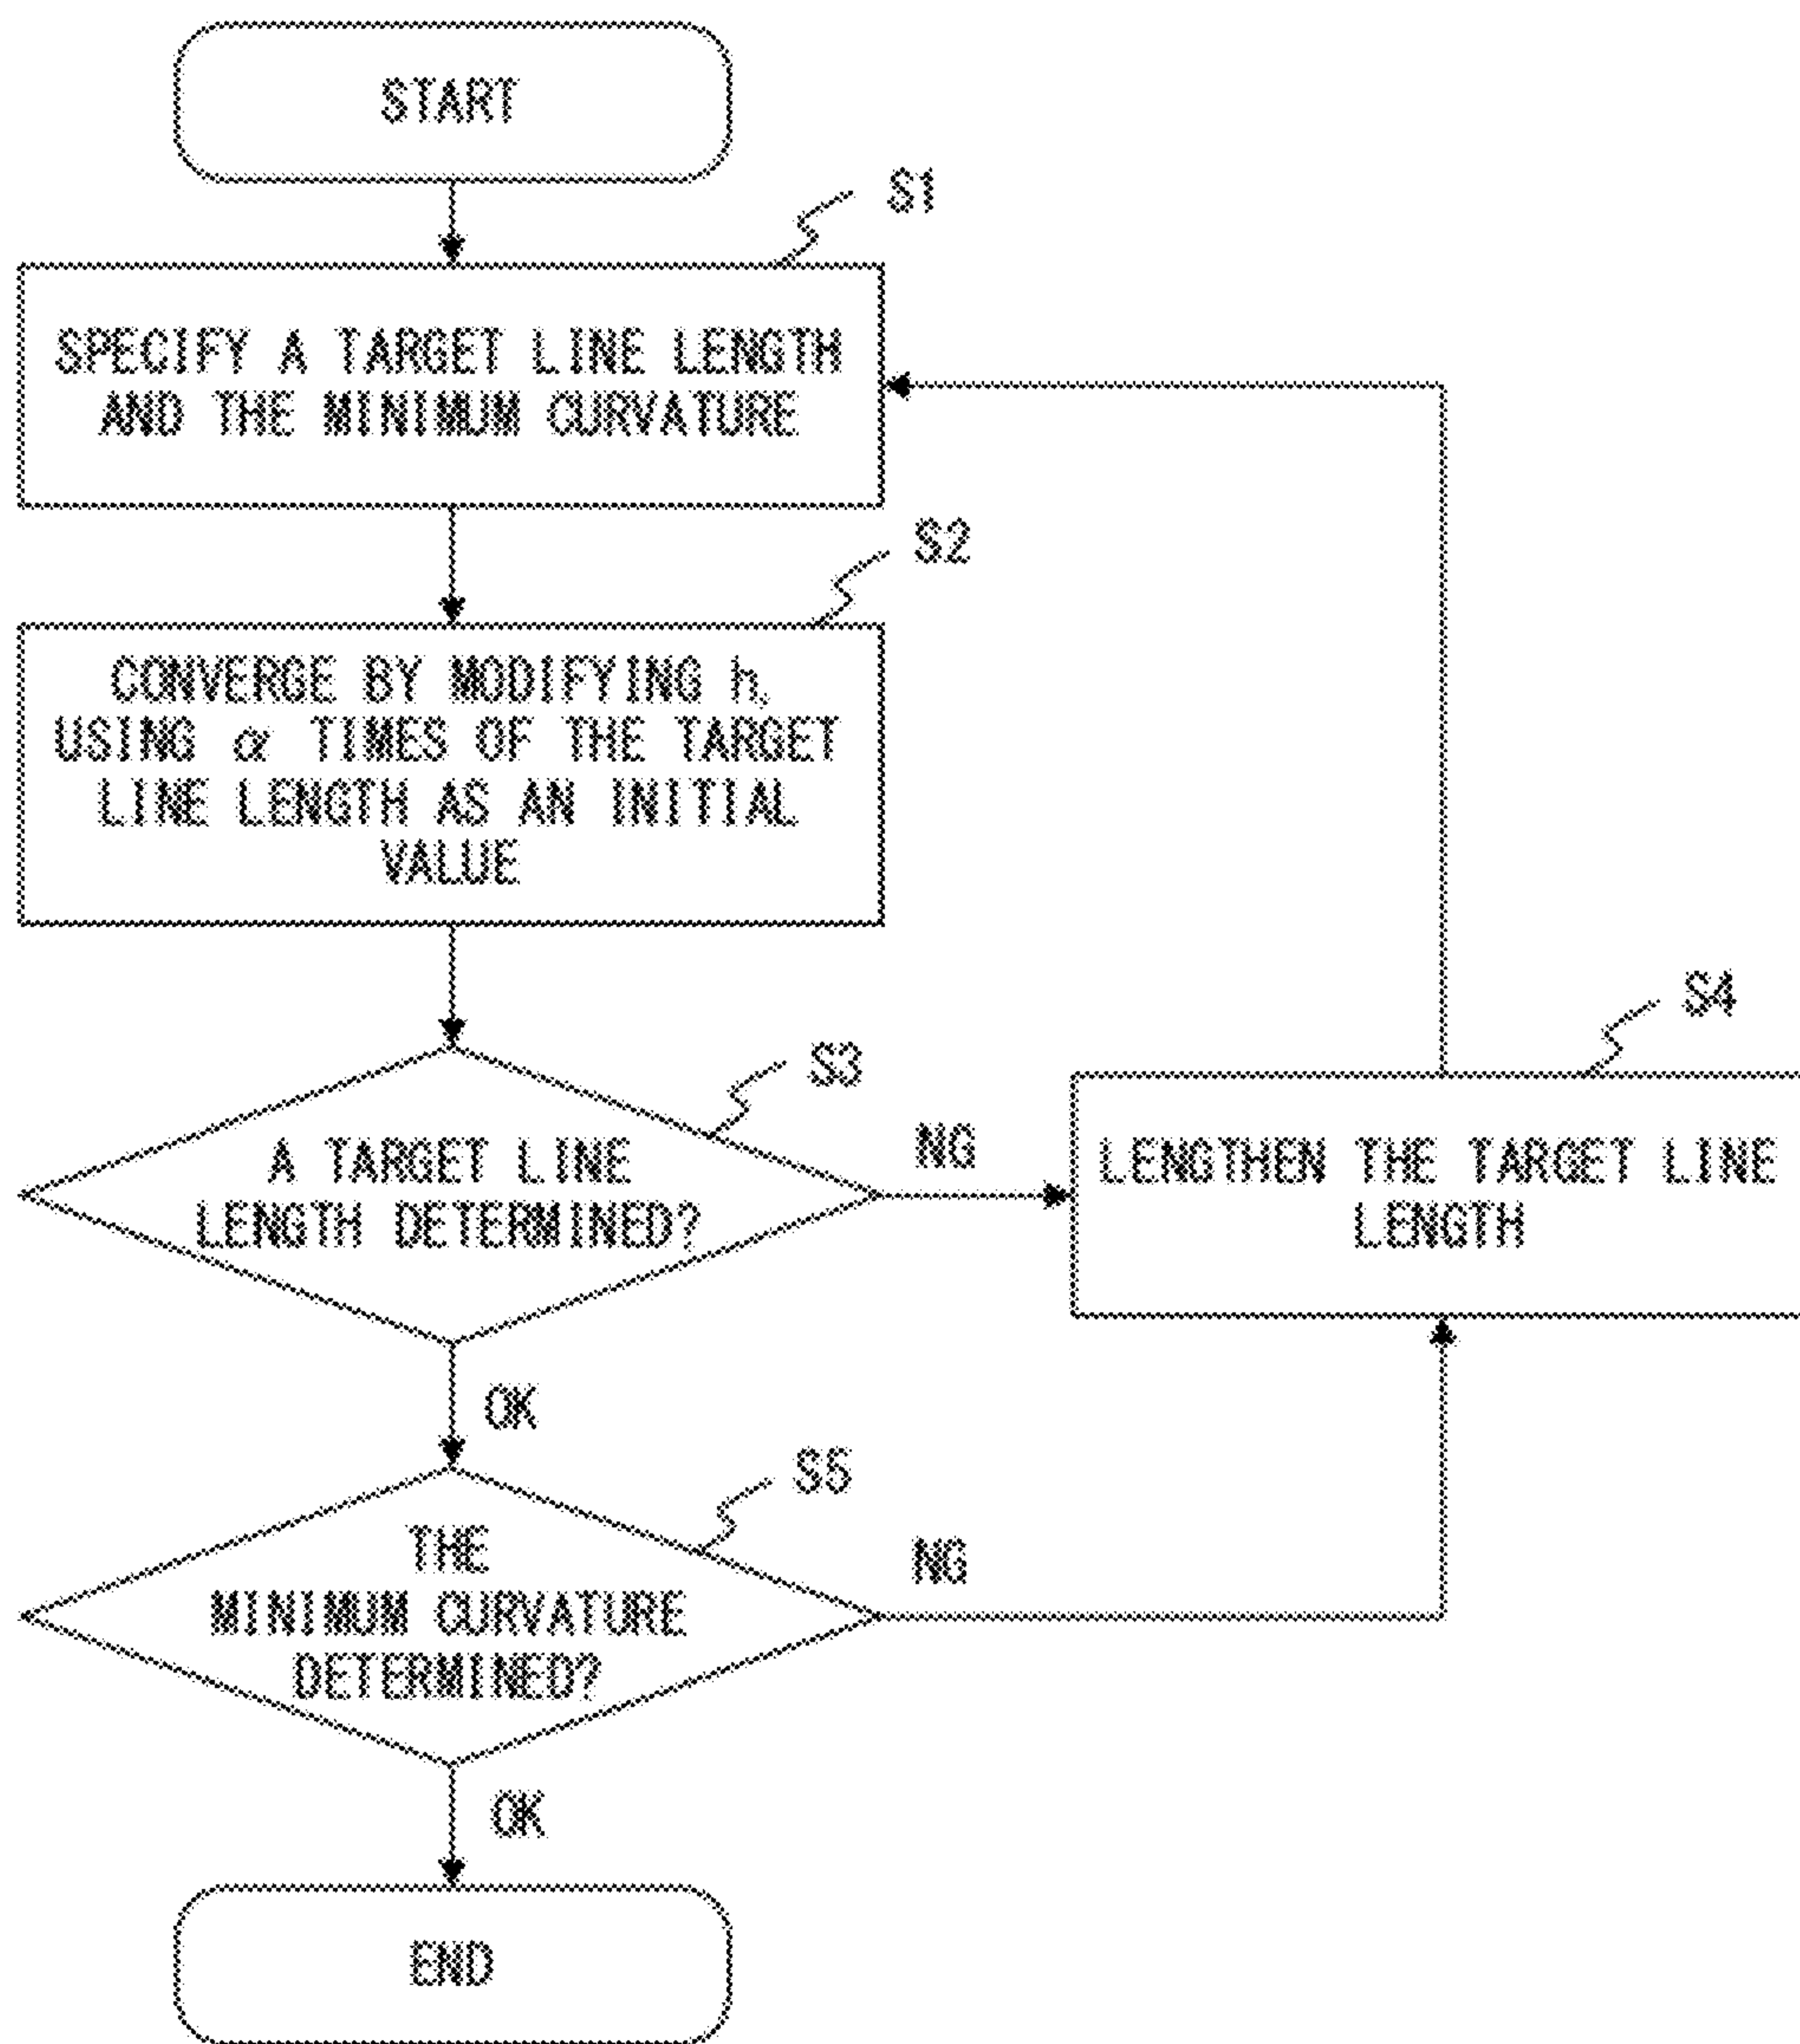 START
S1
SPECIFY A TARGET LINE LENGTH
AND THE MINIMUM CURVATURE
S2
CONVERGE BY MODIFYING h,
USING α TIMES OF THE TARGET
LINE LENGTH AS AN INITIAL
VALUE
S3
A TARGET LINE
LENGTH DETERMINED?
NG
S4
LENGTHEN THE TARGET LINE
LENGTH
OK
S5
THE
MINIMUM CURVATURE
DETERMINED?
NG
OK
END